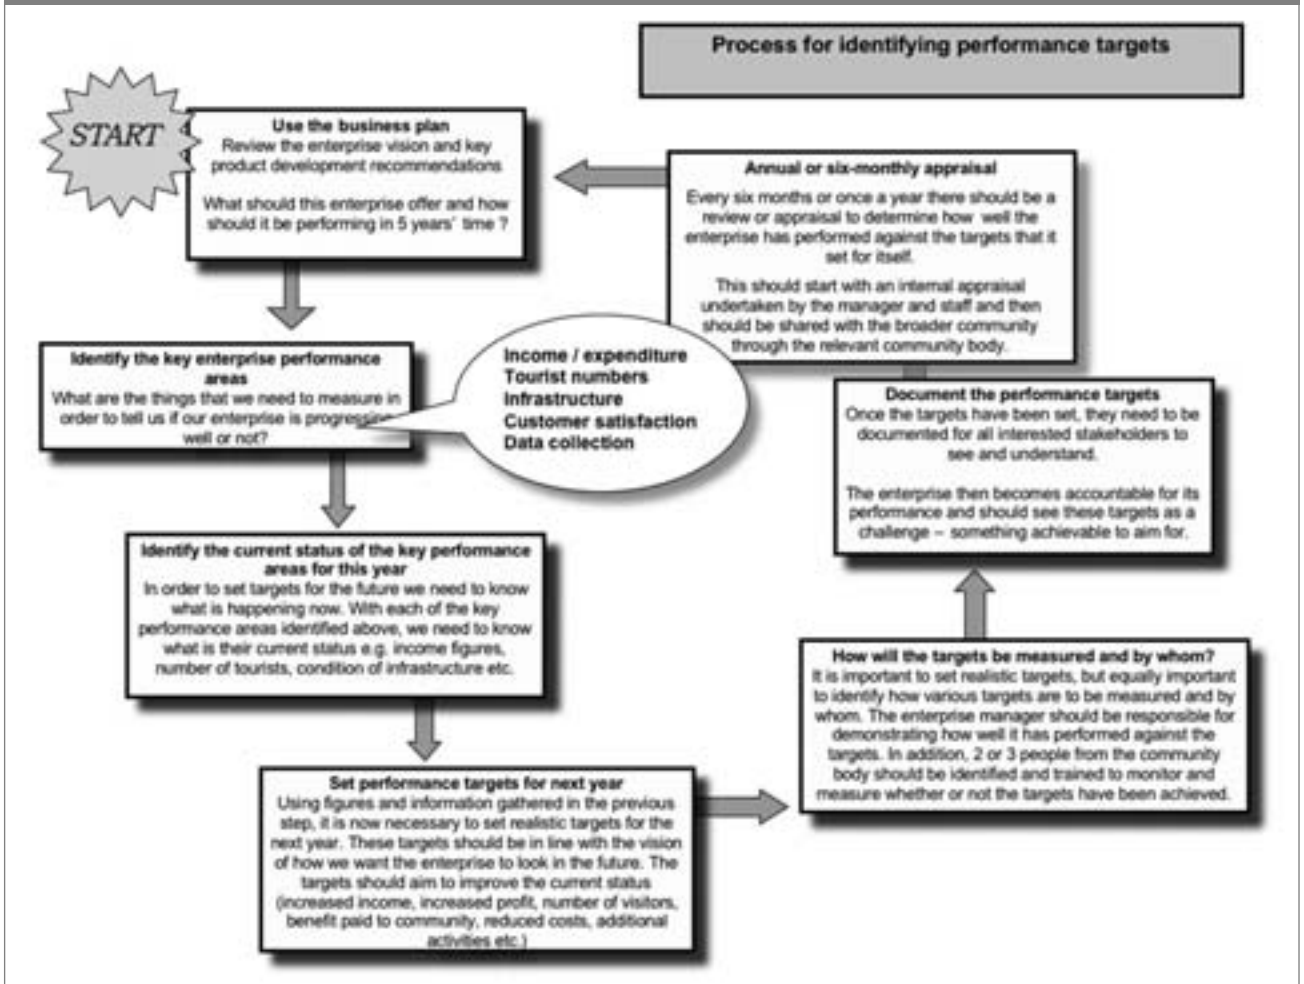 Process for identifying performance targets
START
Use the business plan
Review the enterprise vision and key
product development recommendations
What should this enterprise offer and how
should it be performing in 5 years' time ?
Identify the key enterprise performance
areas
What are the things that we need to measure in
order to tell us if our enterprise is progressing
well or not?
Income / expenditure
Tourist numbers
Infrastructure
Customer satisfaction
Data collection
Identify the current status of the key performance
areas for this year
In order to set targets for the future we need to know
what is happening now. With each of the key
performance areas identified above, we need to know
what is their current status e.g. income figures,
number of tourists, condition of infrastructure etc.
Set performance targets for next year
Using figures and information gathered in the previous
step, it is now necessary to set realistic targets for the
next year. These targets should be in line with the vision
of how we want the enterprise to look in the future. The
targets should aim to improve the current status
(increased income, increased profit, number of visitors,
benefit paid to community, reduced costs, additional
activities etc.)
How will the targets be measured and by whom?
It is important to set realistic targets, but equally important
to identify how various targets are to be measured and by
whom. The enterprise manager should be responsible for
demonstrating how well it has performed against the
targets. In addition, 2 or 3 people from the community
body should be identified and trained to monitor and
measure whether or not the targets have been achieved.
Document the performance targets
Once the targets have been set, they need to be
documented for all interested stakeholders to
see and understand.
The enterprise then becomes accountable for its
performance and should see these targets as a
challenge – something achievable to aim for.
Annual or six-monthly appraisal
Every six months or once a year there should be a
review or appraisal to determine how well the
enterprise has performed against the targets that it
set for itself.
This should start with an internal appraisal
undertaken by the manager and staff and then
should be shared with the broader community
through the relevant community body.